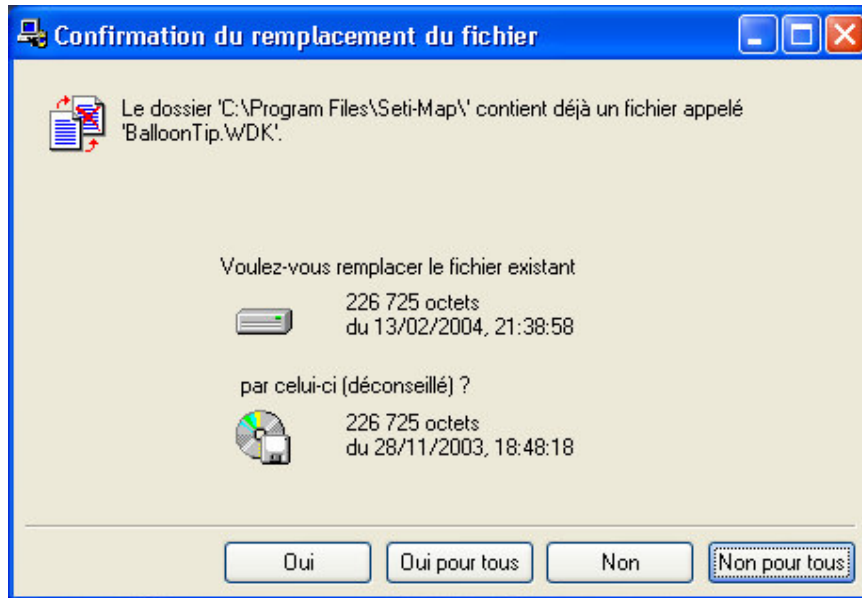 Confirmation du remplacement du fichier
Le dossier 'C:\Program Files\Seti-Map\' contient déjà un fichier appelé
'BalloonTip.WDK'.
Voulez-vous remplacer le fichier existant
226 725 octets
du 13/02/2004, 21:38:58
par celui-ci (déconseillé) ?
226 725 octets
du 28/11/2003, 18:48:18
Oui
Oui pour tous
Non
Non pour tous